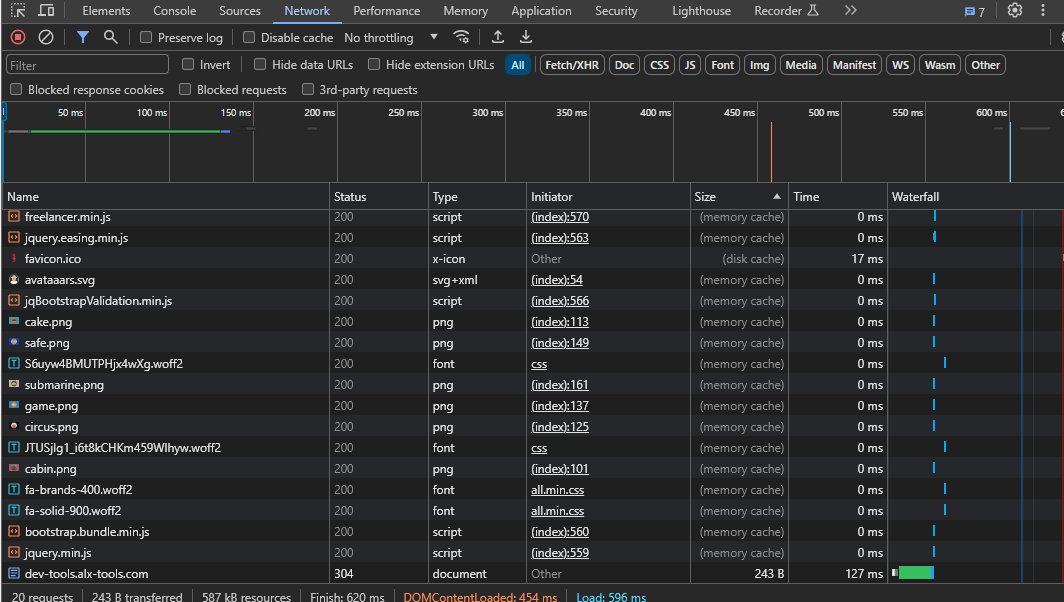 Elements Console Sources Network Performance Memory Application Security Lighthouse Recorder 7
Preserve log Disable cache No throttling
Filter Invert Hide data URLs Hide extension URLs All Fetch/XHR Doc CSS JS Font Img Media Manifest WS Wasm Other
Blocked response cookies Blocked requests 3rd-party requests
50 ms 100 ms 150 ms 200 ms 250 ms 300 ms 350 ms 400 ms 450 ms 500 ms 550 ms 600 ms
Name Status Type Initiator Size Time Waterfall
freelancer.min.js 200 script (index):570 (memory cache) 0 ms
jquery.easing.min.js 200 script (index):563 (memory cache) 0 ms
favicon.ico 200 x-icon Other (disk cache) 17 ms
avataaars.svg 200 svg+xml (index):54 (memory cache) 0 ms
jqBootstrapValidation.min.js 200 script (index):566 (memory cache) 0 ms
cake.png 200 png (index):113 (memory cache) 0 ms
safe.png 200 png (index):149 (memory cache) 0 ms
S6uyw4BMUTPHjx4wXg.woff2 200 font css (memory cache) 0 ms
submarine.png 200 png (index):161 (memory cache) 0 ms
game.png 200 png (index):137 (memory cache) 0 ms
circus.png 200 png (index):125 (memory cache) 0 ms
JTUSjIg1_i6t8kCHKm459Wlhyw.woff2 200 font css (memory cache) 0 ms
cabin.png 200 png (index):101 (memory cache) 0 ms
fa-brands-400.woff2 200 font all.min.css (memory cache) 0 ms
fa-solid-900.woff2 200 font all.min.css (memory cache) 0 ms
bootstrap.bundle.min.js 200 script (index):560 (memory cache) 0 ms
jquery.min.js 200 script (index):559 (memory cache) 0 ms
dev-tools.alx-tools.com 304 document Other 243 B 127 ms
20 requests 243 B transferred 587 kB resources Finish: 620 ms DOMContentLoaded: 454 ms Load: 596 ms